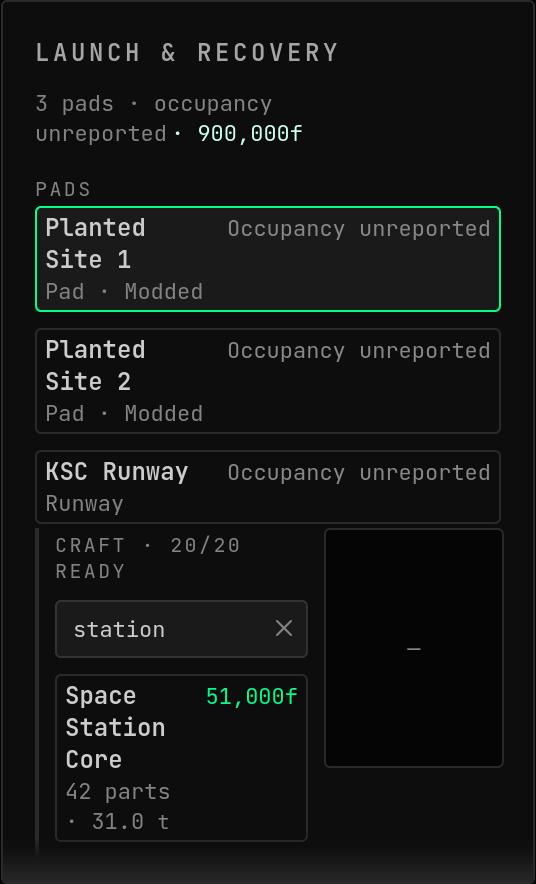 LAUNCH & RECOVERY
3 pads · occupancy
unreported · 900,000f
PADS
Planted Occupancy unreported
Site 1
Pad · Modded
Planted Occupancy unreported
Site 2
Pad · Modded
KSC Runway Occupancy unreported
Runway
CRAFT · 20/20
READY
station
Space 51,000f
Station
Core
42 parts
· 31.0 t
—